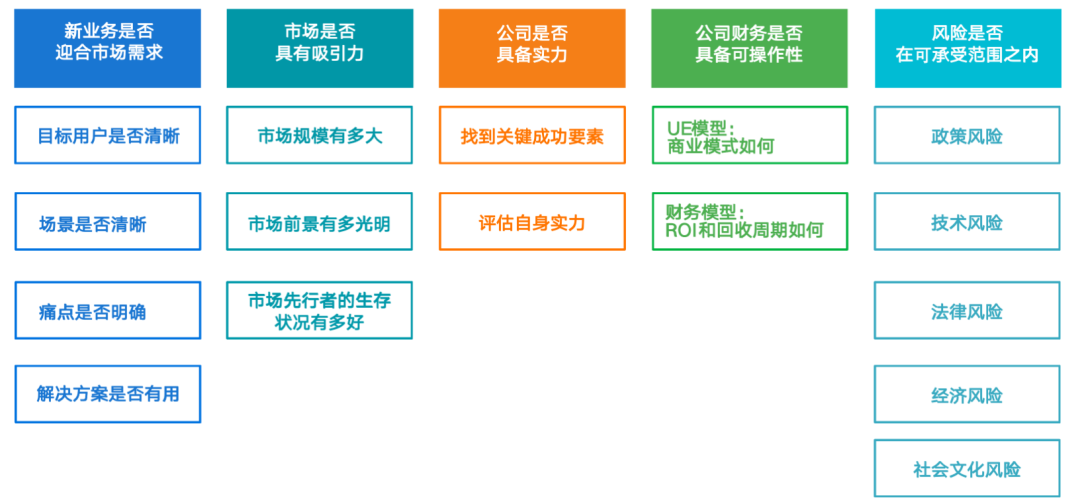 新业务是否
迎合市场需求
市场是否
具有吸引力
公司是否
具备实力
公司财务是否
具备可操作性
风险是否
在可承受范围之内
目标用户是否清晰
市场规模有多大
找到关键成功要素
UE模型：
商业模式如何
政策风险
场景是否清晰
市场前景有多光明
评估自身实力
财务模型：
ROI和回收周期如何
技术风险
痛点是否明确
市场先行者的生存
状况有多好
法律风险
解决方案是否有用
经济风险
社会文化风险